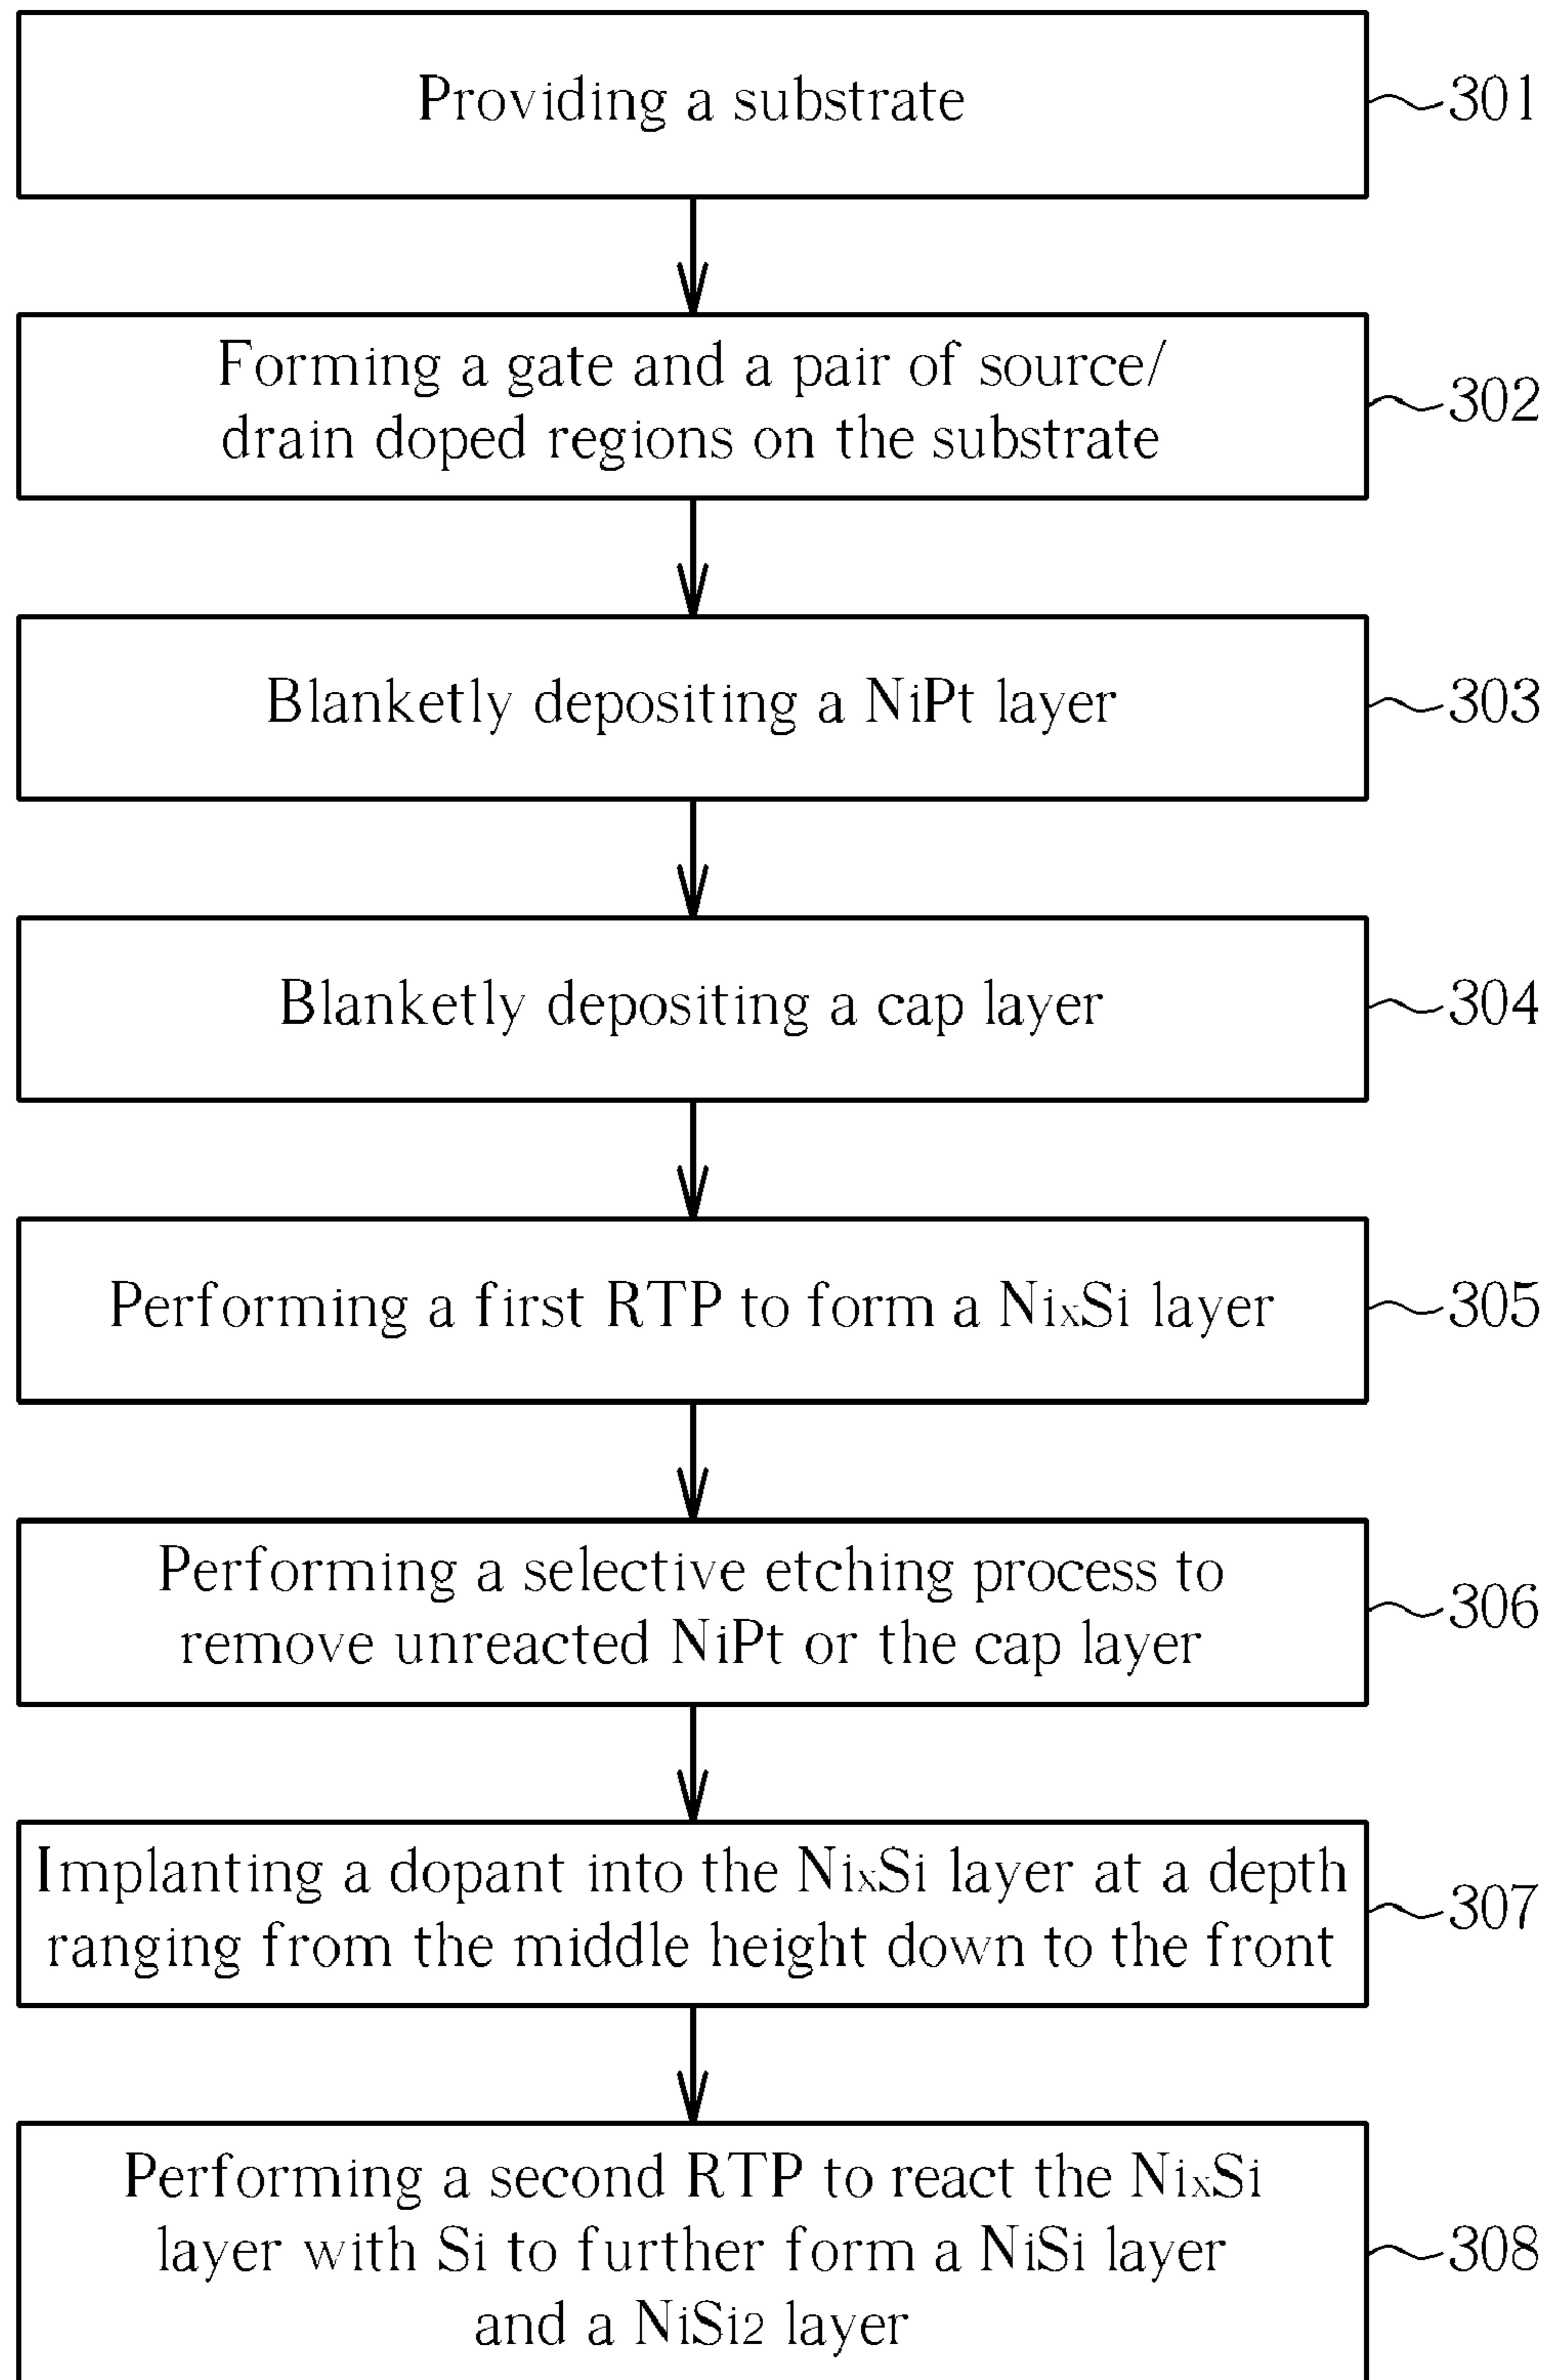 Providing a substrate
301
Forming a gate and a pair of source/
drain doped regions on the substrate
302
Blanketly depositing a NiPt layer
303
Blanketly depositing a cap layer
304
Performing a first RTP to form a NixSi layer
305
Performing a selective etching process to
remove unreacted NiPt or the cap layer
306
Implanting a dopant into the NixSi layer at a depth
ranging from the middle height down to the front
307
Performing a second RTP to react the NixSi
layer with Si to further form a NiSi layer
and a NiSi2 layer
308